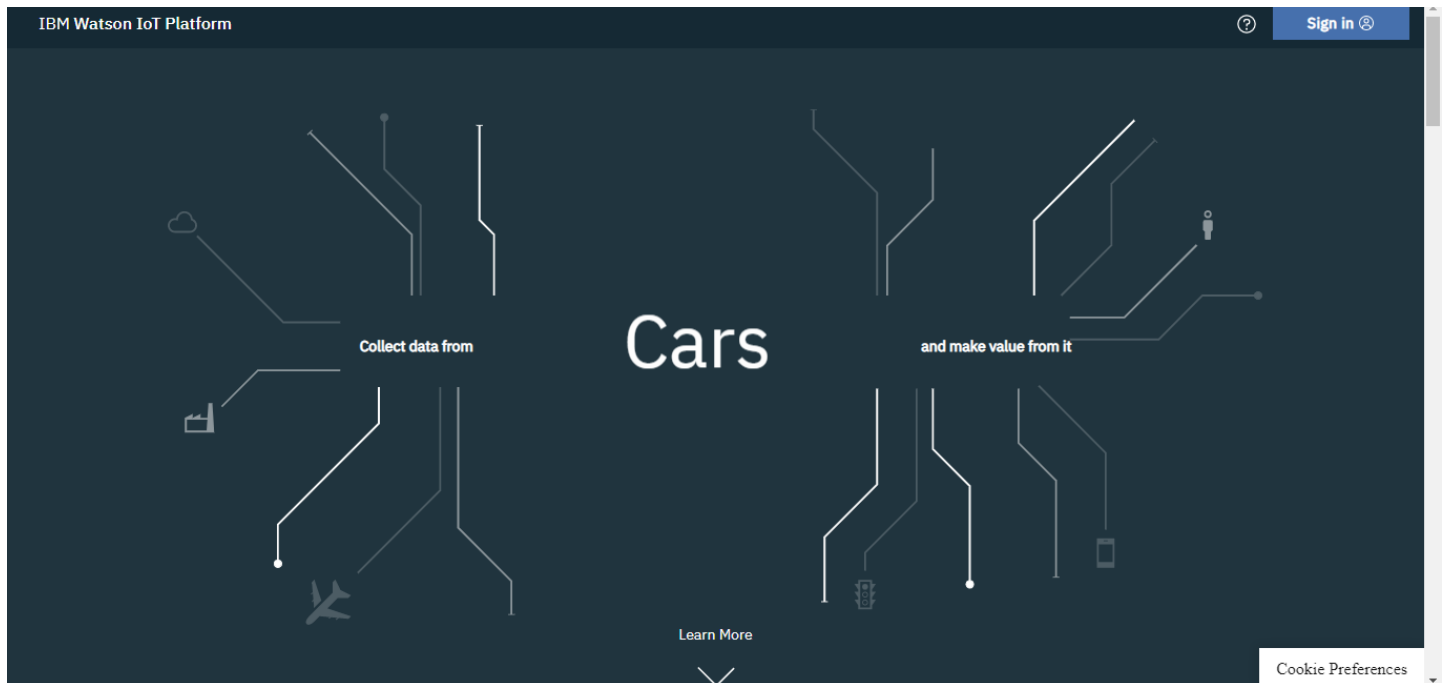 IBM Watson IoT Platform
Sign in
Collect data from Cars and make value from it
Learn More
Cookie Preferences